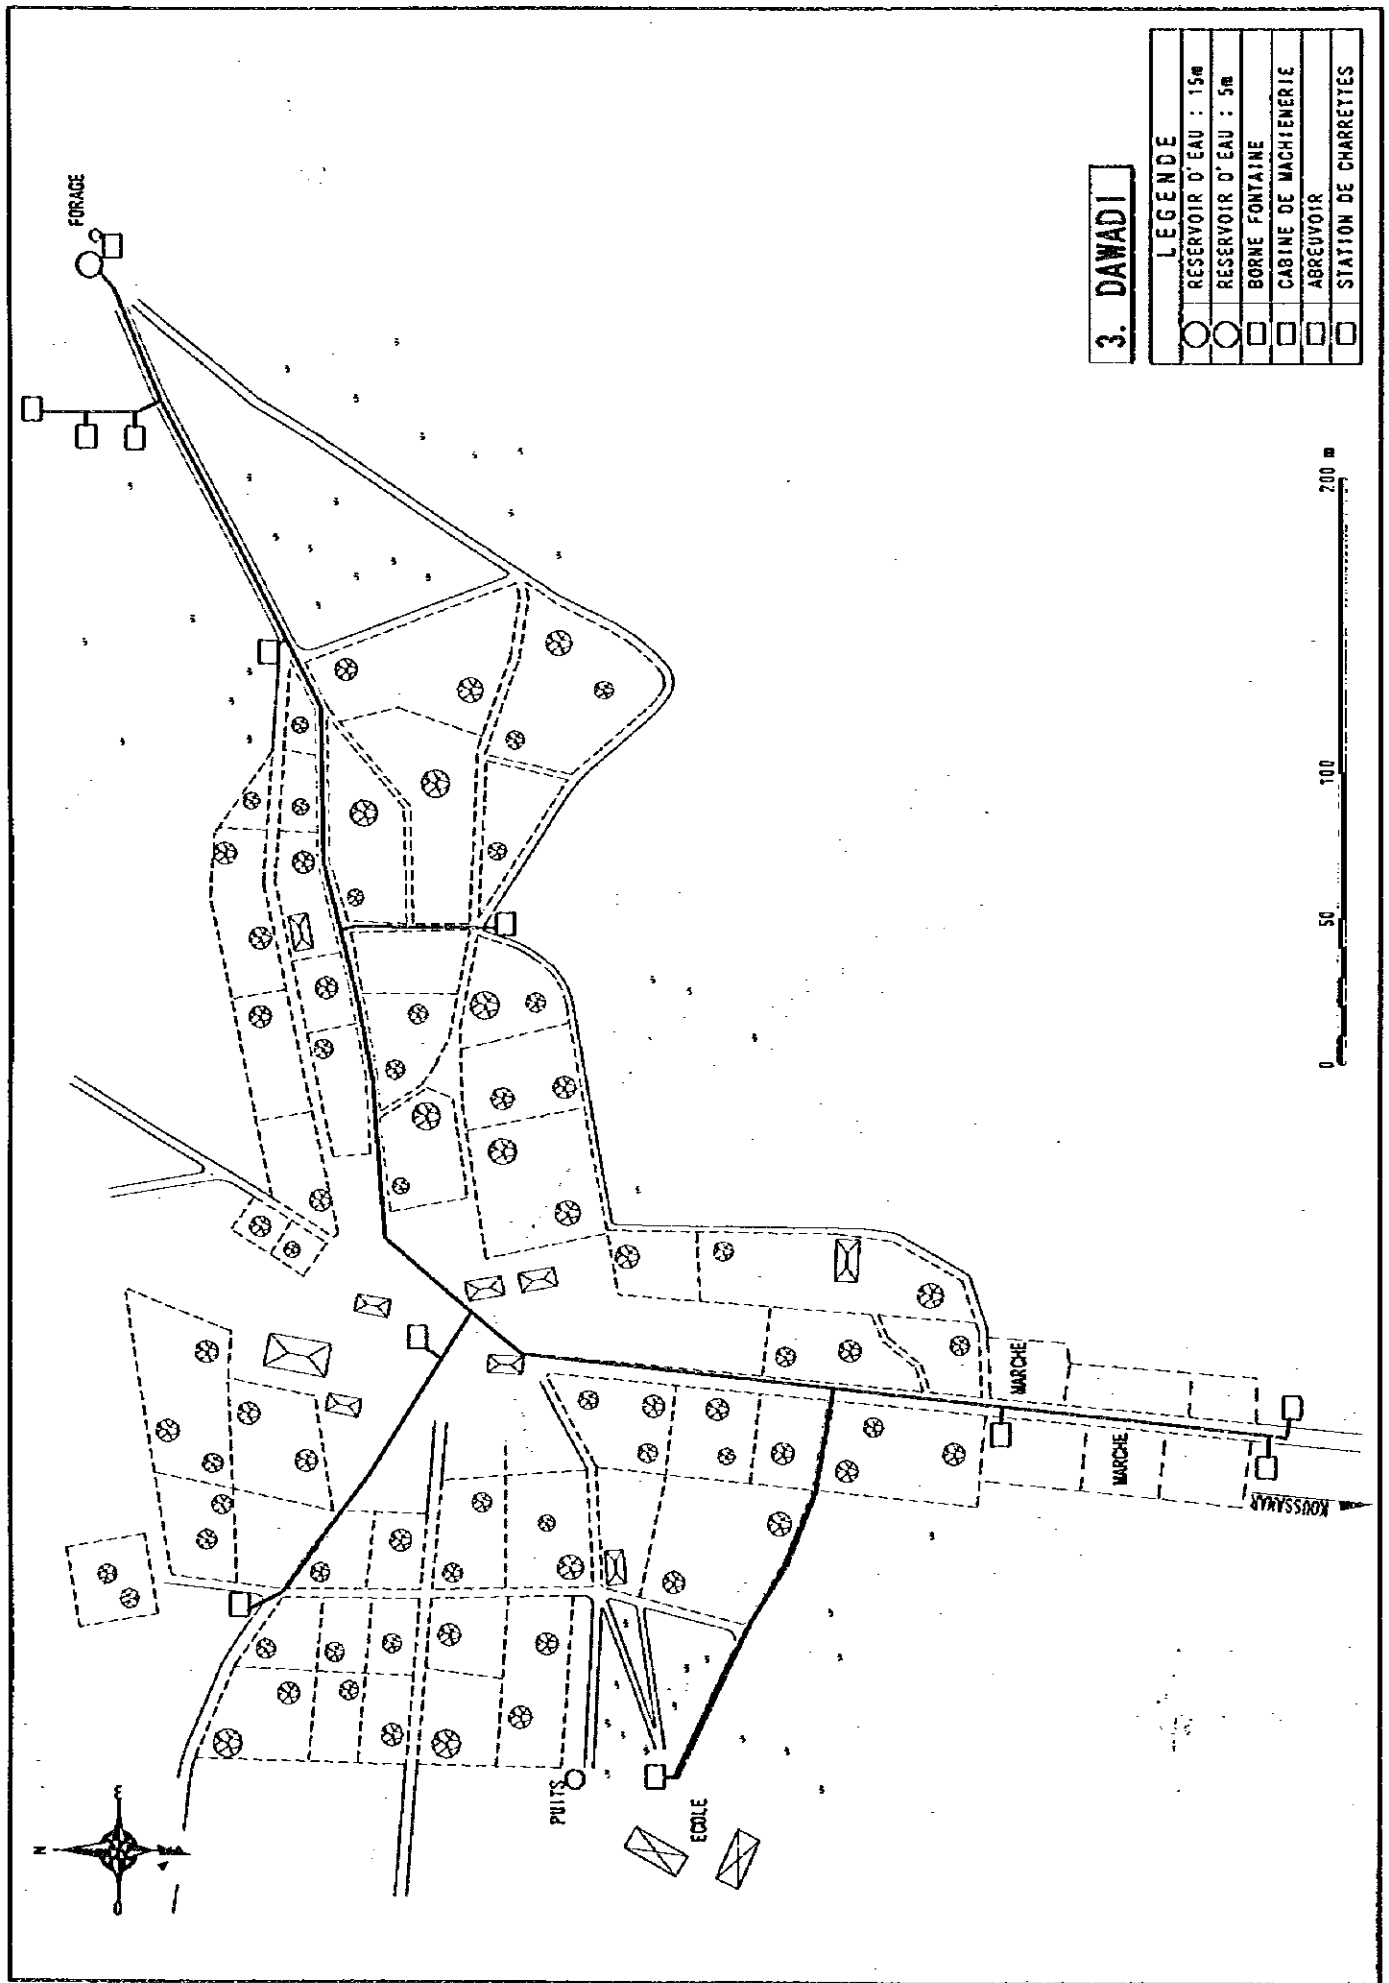 N
E
O
FORAGE
PUITS
ECOLE
MARCHE
MARCHE
KOUSSANAR
0 50 100 200 m
3. DAWADI
LEGENDE
RESERVOIR D'EAU : 15m
RESERVOIR D'EAU : 5m
BORNE FONTAINE
CABINE DE MACHIENERIE
ABREUVOIR
STATION DE CHARRETTES